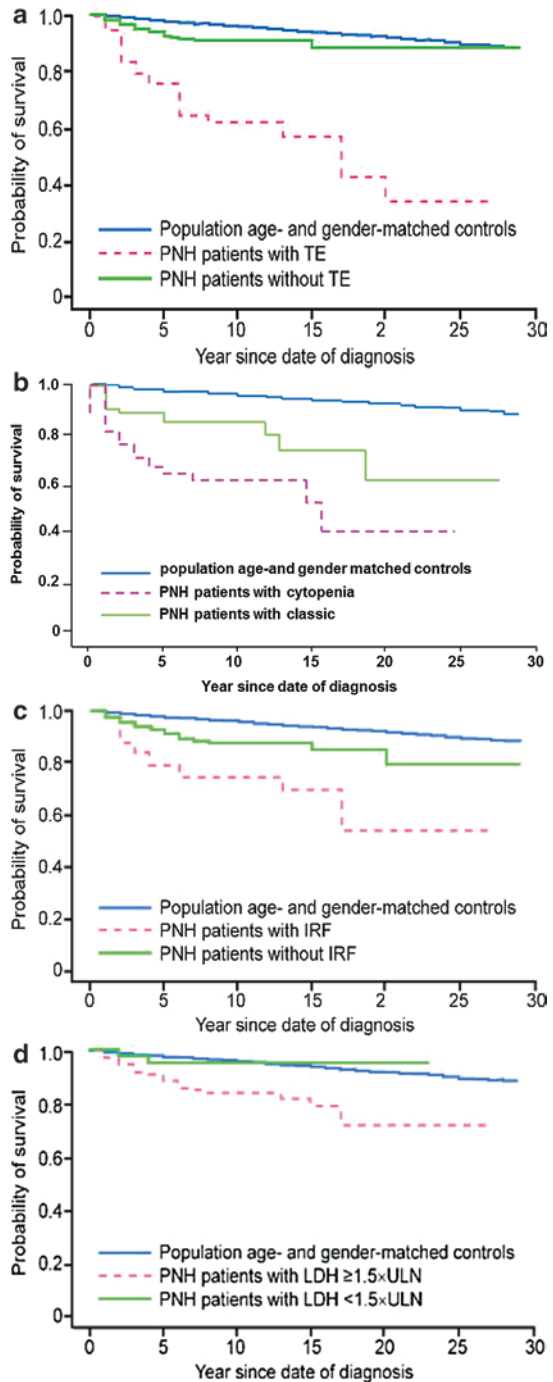 a
Probability of survival
1.0
0.8
0.6
0.4
0.2
0
Population age- and gender-matched controls
PNH patients with TE
PNH patients without TE
0 5 10 15 20 25 30
Year since date of diagnosis
b
Probability of survival
1.0
0.8
0.6
0.4
0.2
0
population age-and gender matched controls
PNH patients with cytopenia
PNH patients with classic
0 5 10 15 20 25 30
Year since date of diagnosis
c
Probability of survival
1.0
0.8
0.6
0.4
0.2
0
Population age- and gender-matched controls
PNH patients with IRF
PNH patients without IRF
0 5 10 15 20 25 30
Year since date of diagnosis
d
Probability of survival
1.0
0.8
0.6
0.4
0.2
0
Population age- and gender-matched controls
PNH patients with LDH ≥1.5×ULN
PNH patients with LDH <1.5×ULN
0 5 10 15 20 25 30
Year since date of diagnosis